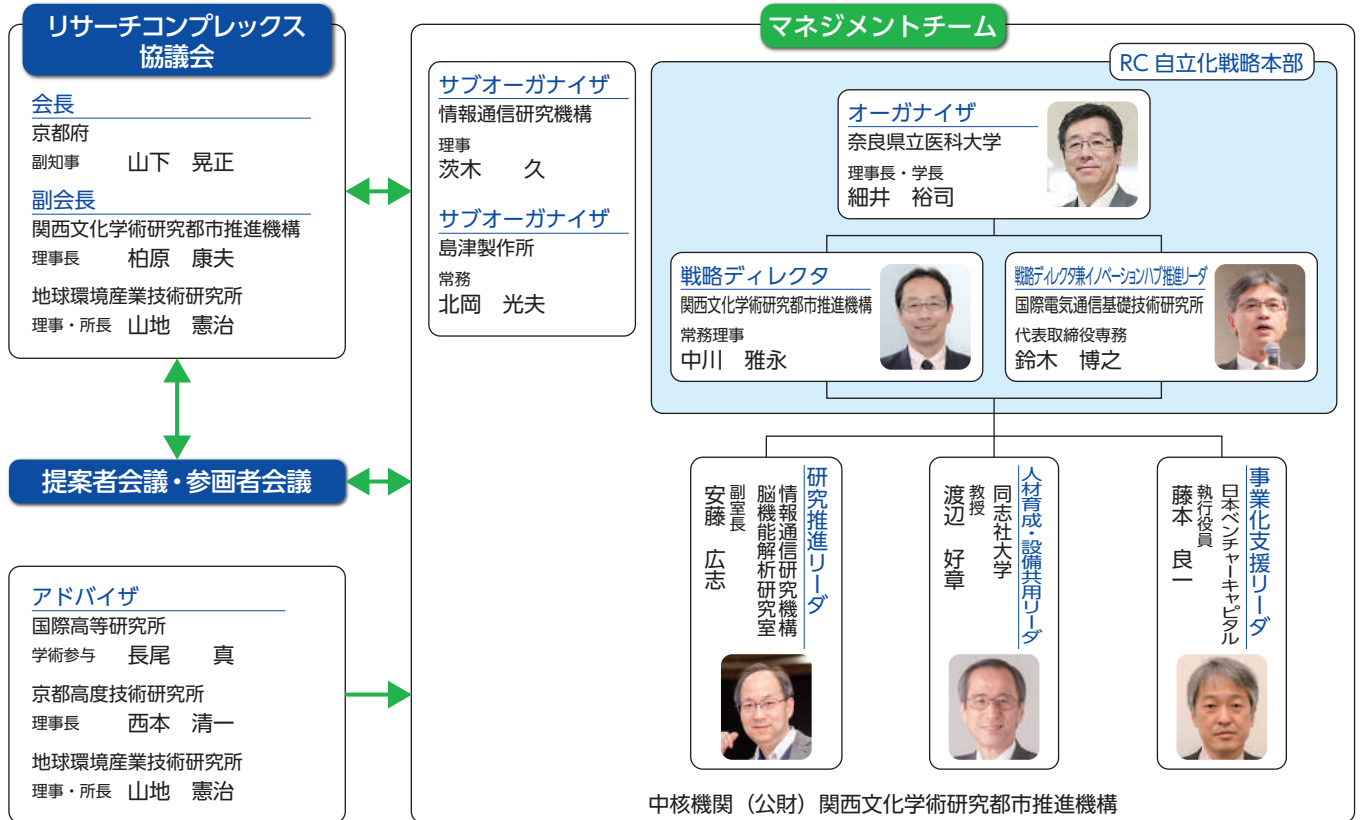 リサーチコンプレックス
協議会
会長
京都府
副知事 山下 晃正
副会長
関西文化学術研究都市推進機構
理事長 柏原 康夫
地球環境産業技術研究所
理事・所長 山地 憲治
提案者会議・参画者会議
アドバイザ
国際高等研究所
学術参与 長尾 真
京都高度技術研究所
理事長 西本 清一
地球環境産業技術研究所
理事・所長 山地 憲治
マネジメントチーム
サブオーガナイザ
情報通信研究機構
理事
茨木 久
サブオーガナイザ
島津製作所
常務
北岡 光夫
RC 自立化戦略本部
オーガナイザ
奈良県立医科大学
理事長・学長
細井 裕司
戦略ディレクタ
関西文化学術研究都市推進機構
常務理事
中川 雅永
戦略ディレクタ兼イノベーションハブ推進リーダ
国際電気通信基礎技術研究所
代表取締役専務
鈴木 博之
研究推進リーダ
情報通信研究機構
脳機能解析研究室
副室長
安藤 広志
人材育成・設備共用リーダ
同志社大学
教授
渡辺 好章
事業化支援リーダ
日本ベンチャーキャピタル
執行役員
藤本 良一
中核機関（公財）関西文化学術研究都市推進機構